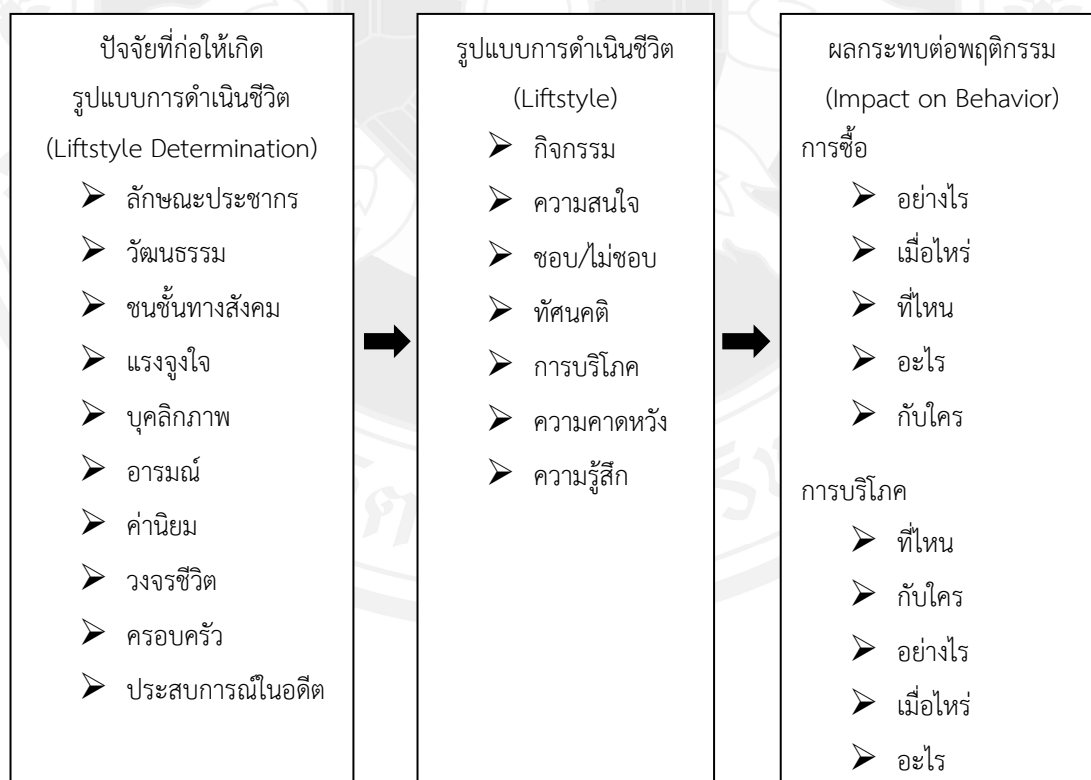 ปัจจัยที่ก่อให้เกิด
รูปแบบการดำเนินชีวิต
(Liftstyle Determination)
➢ ลักษณะประชากร
➢ วัฒนธรรม
➢ ชนชั้นทางสังคม
➢ แรงจูงใจ
➢ บุคลิกภาพ
➢ อารมณ์
➢ ค่านิยม
➢ วงจรชีวิต
➢ ครอบครัว
➢ ประสบการณ์ในอดีต
รูปแบบการดำเนินชีวิต
(Liftstyle)
➢ กิจกรรม
➢ ความสนใจ
➢ ชอบ/ไม่ชอบ
➢ ทัศนคติ
➢ การบริโภค
➢ ความคาดหวัง
➢ ความรู้สึก
ผลกระทบต่อพฤติกรรม
(Impact on Behavior)
การซื้อ
➢ อย่างไร
➢ เมื่อไหร่
➢ ที่ไหน
➢ อะไร
➢ กับใคร
การบริโภค
➢ ที่ไหน
➢ กับใคร
➢ อย่างไร
➢ เมื่อไหร่
➢ อะไร